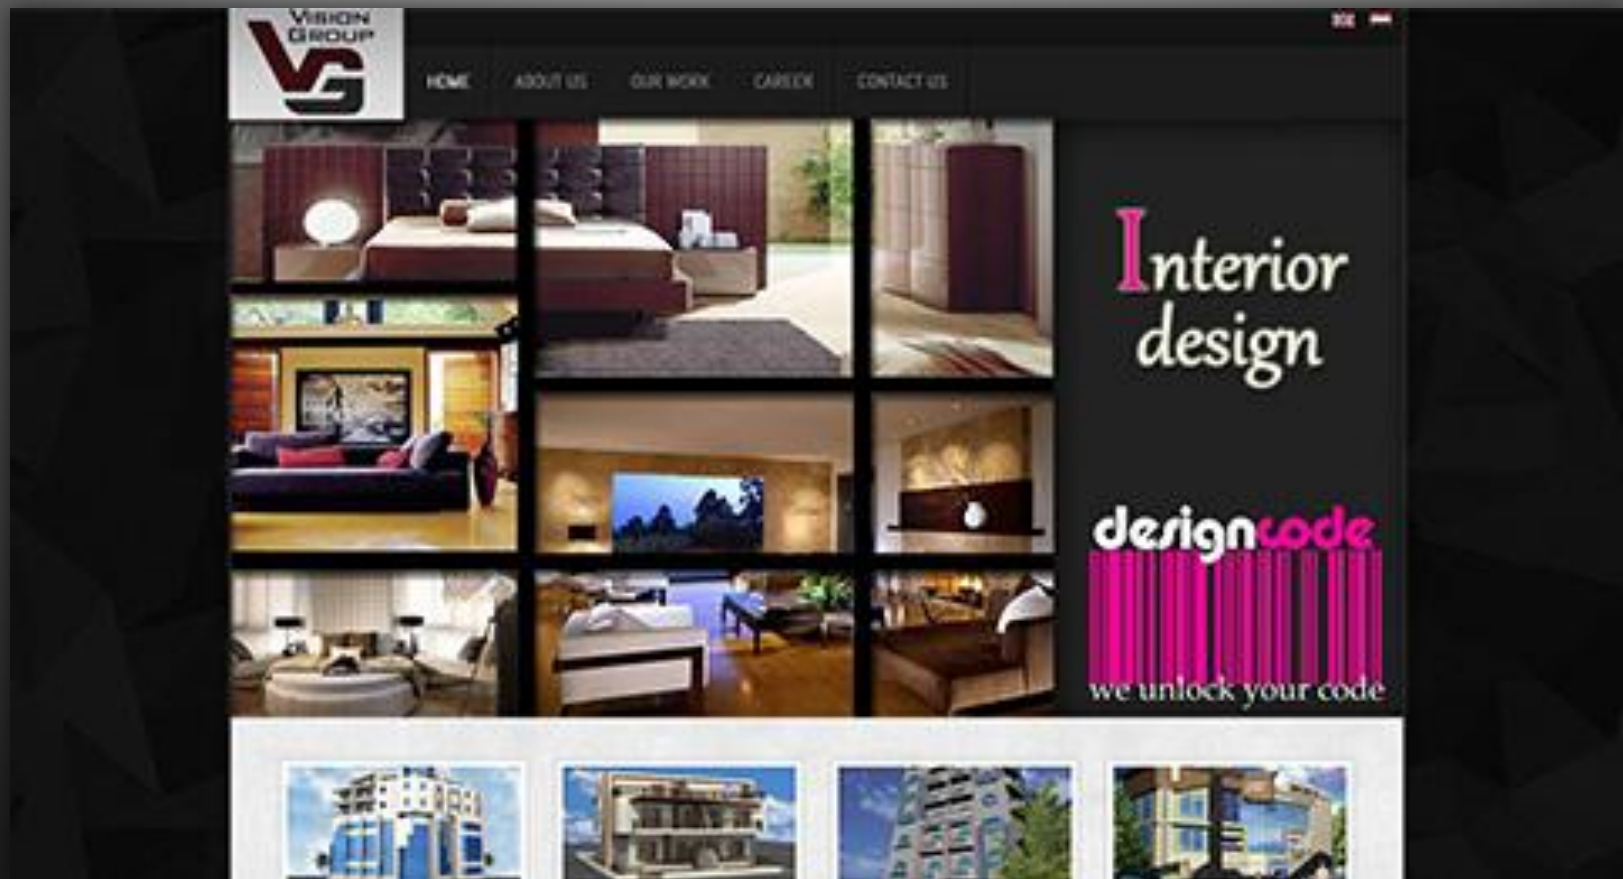 VISION
GROUP
VG
HOME ABOUT US OUR WORK CAREER CONTACT US
Interior
design
designcode
we unlock your code